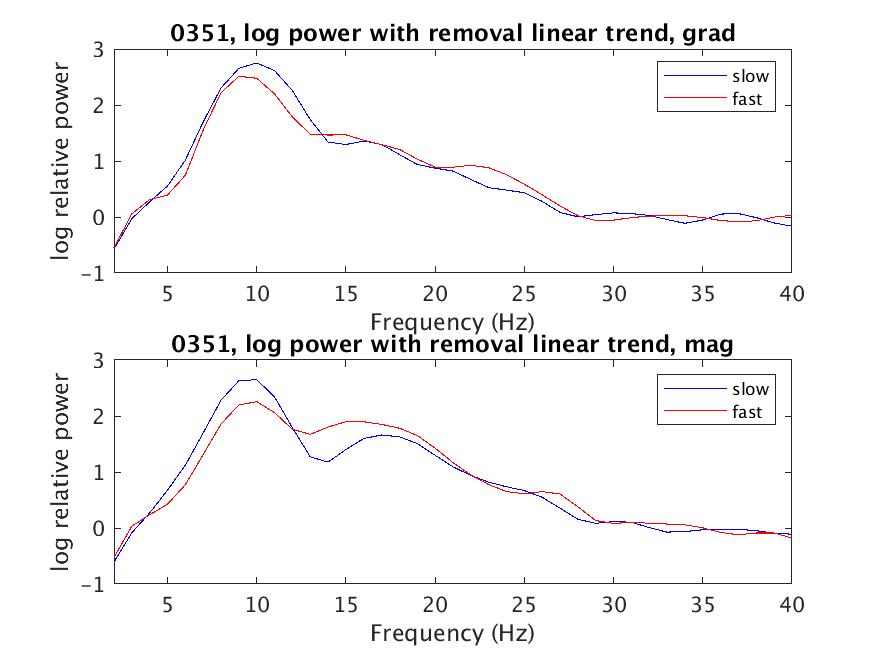 0351, log power with removal linear trend, grad
3
2
1
0
−1
log relative power
slow
fast
5 10 15 20 25 30 35 40
Frequency (Hz)
0351, log power with removal linear trend, mag
3
2
1
0
−1
log relative power
slow
fast
5 10 15 20 25 30 35 40
Frequency (Hz)